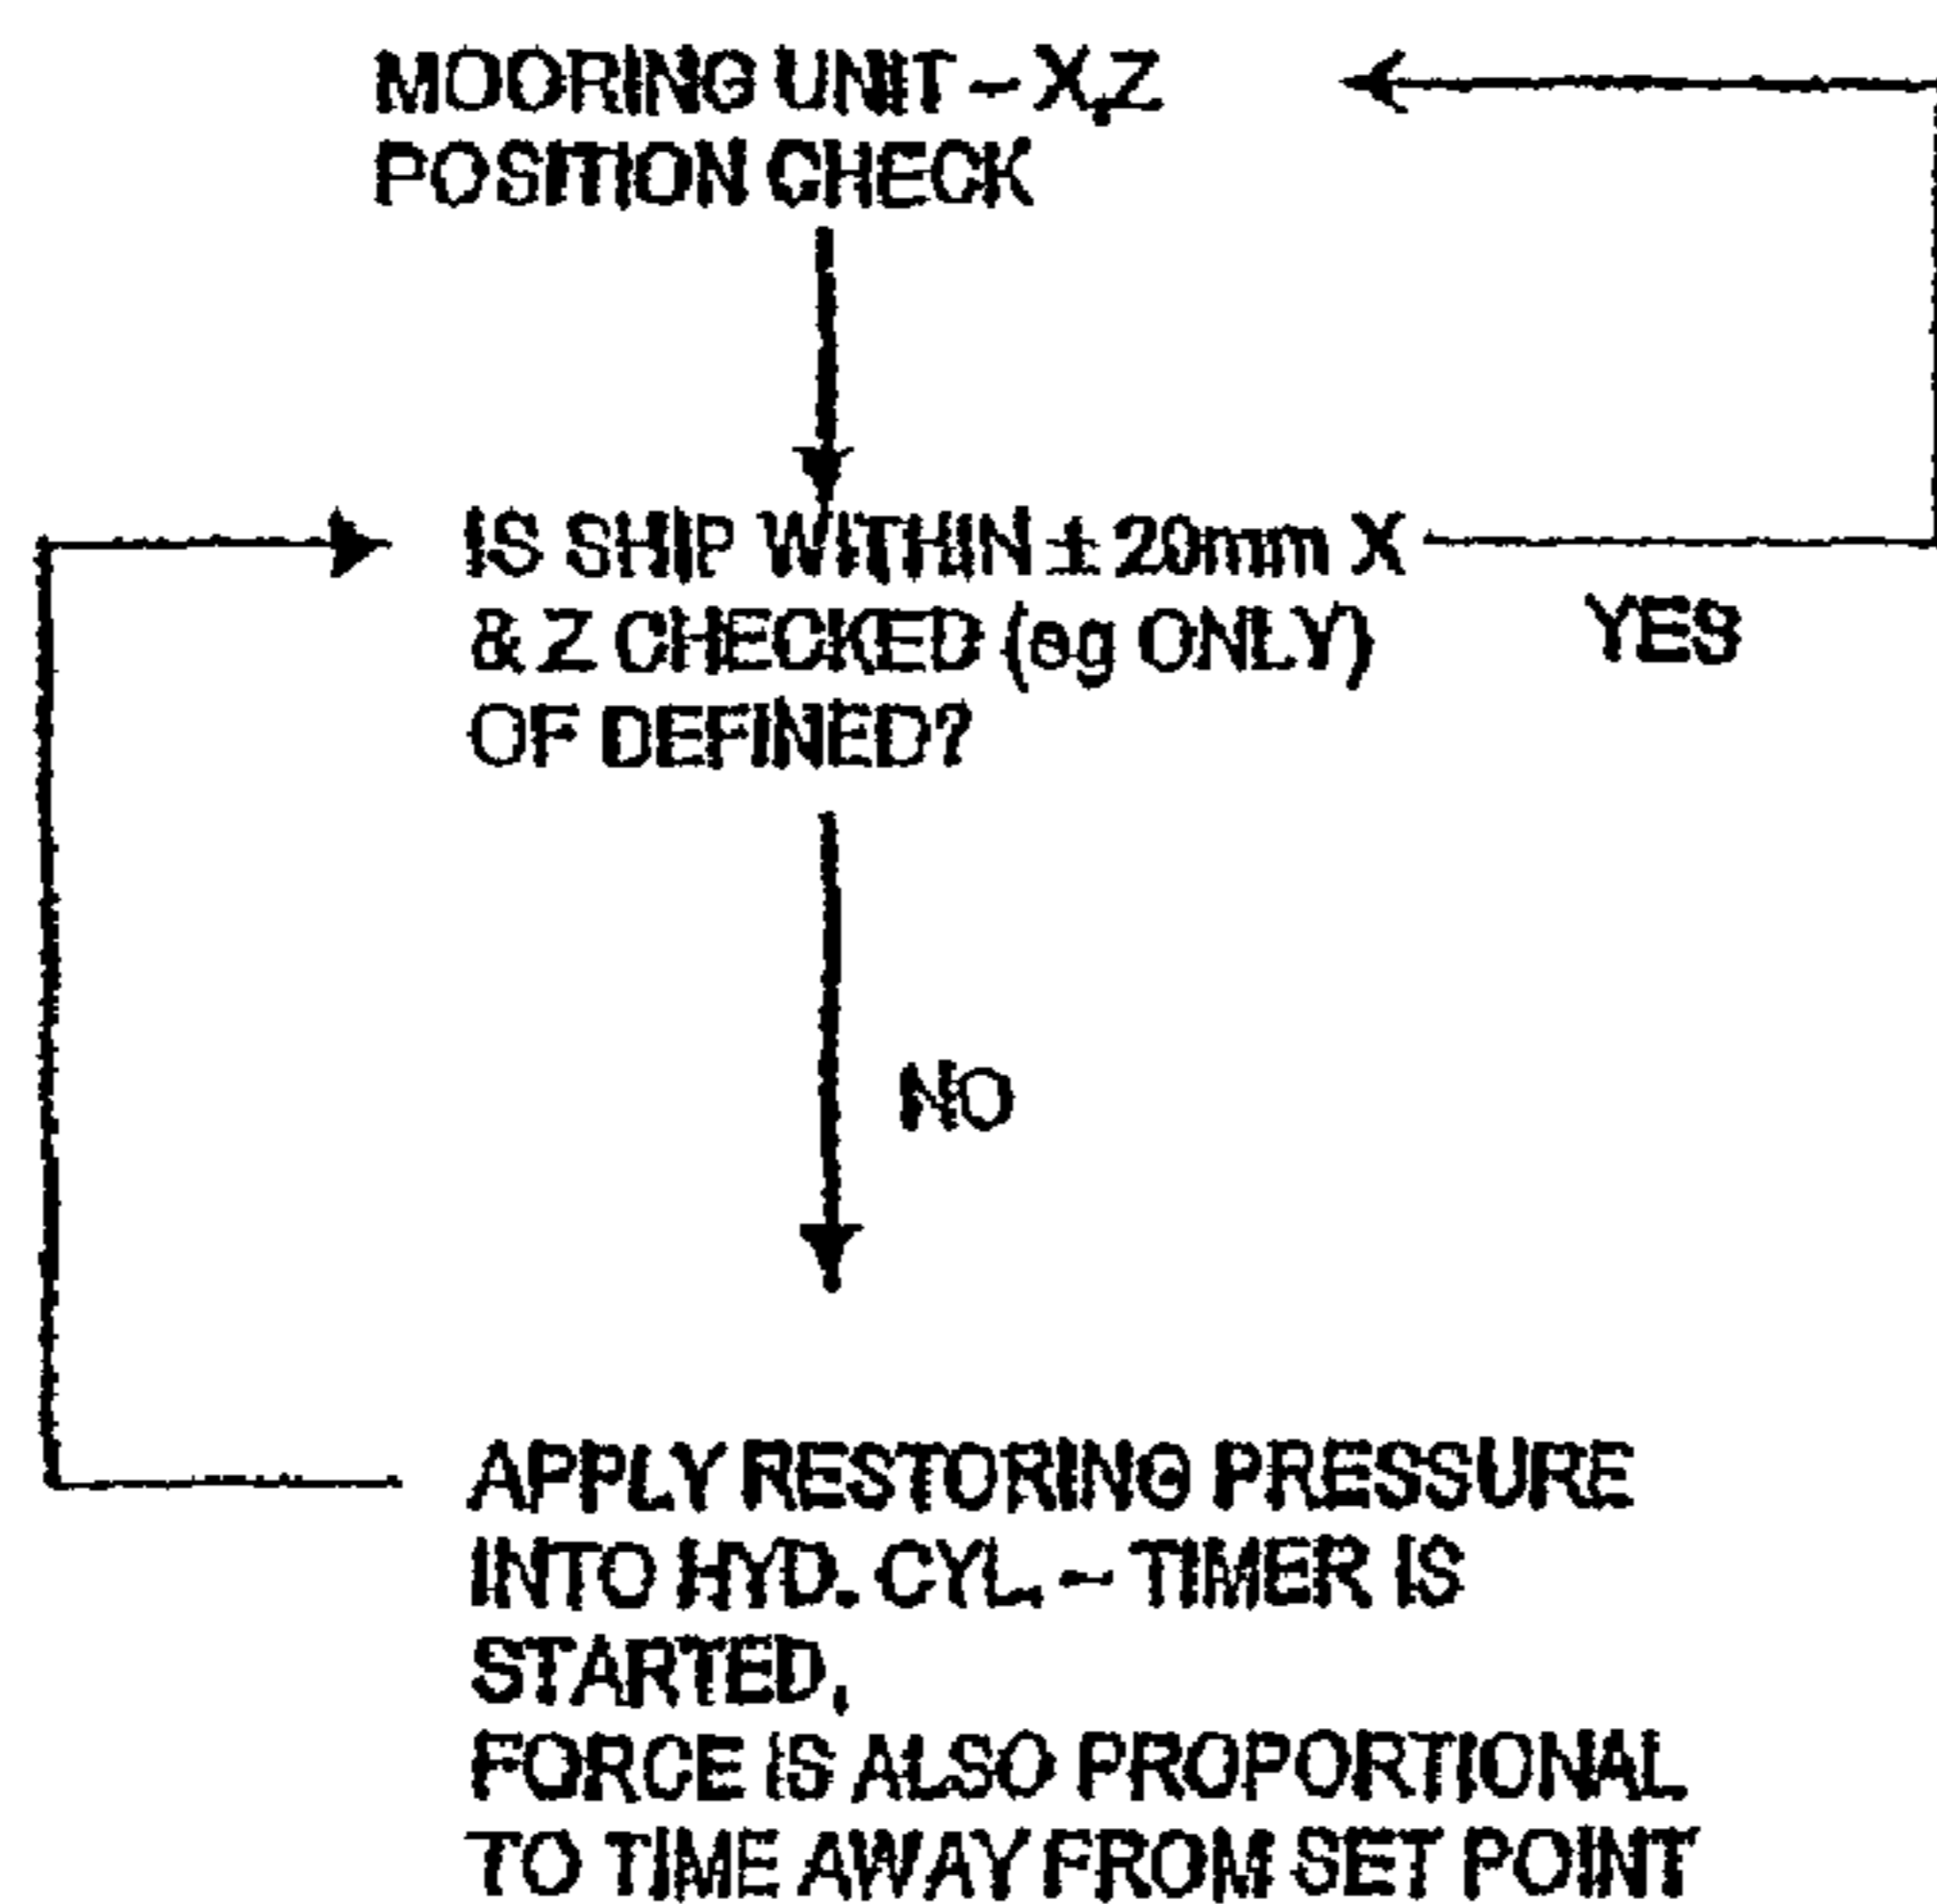 MOORING UNIT - X,Z
POSITION CHECK
IS SHIP WITHIN ± 20mm X
& Z CHECKED (eg ONLY)
OF DEFINED?
YES
NO
APPLY RESTORING PRESSURE
INTO HYD. CYL. - TIMER IS
STARTED,
FORCE IS ALSO PROPORTIONAL
TO TIME AWAY FROM SET POINT